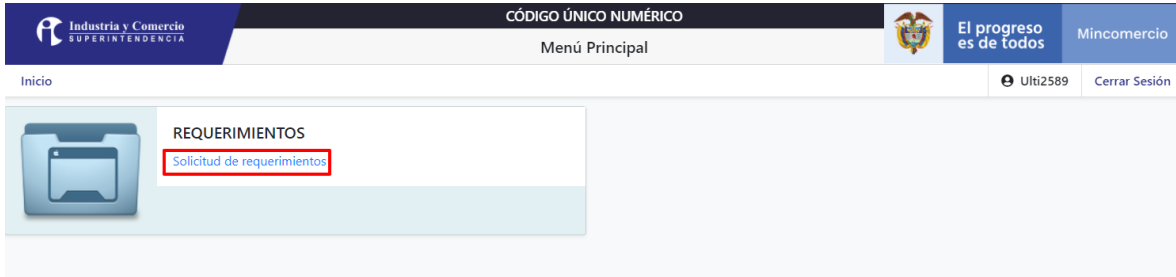 Industria y Comercio
SUPERINTENDENCIA
CÓDIGO ÚNICO NUMÉRICO
Menú Principal
El progreso
es de todos
Mincomercio
Inicio
Ulti2589
Cerrar Sesión
REQUERIMIENTOS
Solicitud de requerimientos